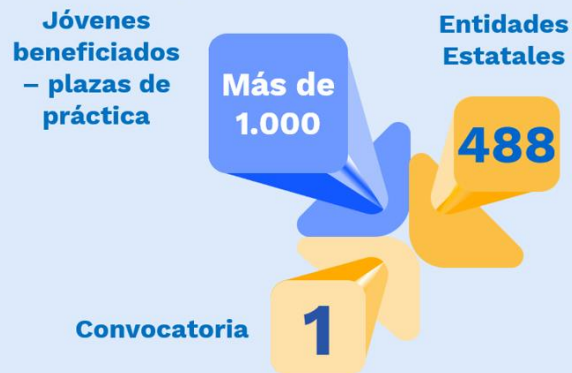 Jóvenes
beneficiados
– plazas de
práctica
Más de
1.000
Entidades
Estatales
488
Convocatoria
1